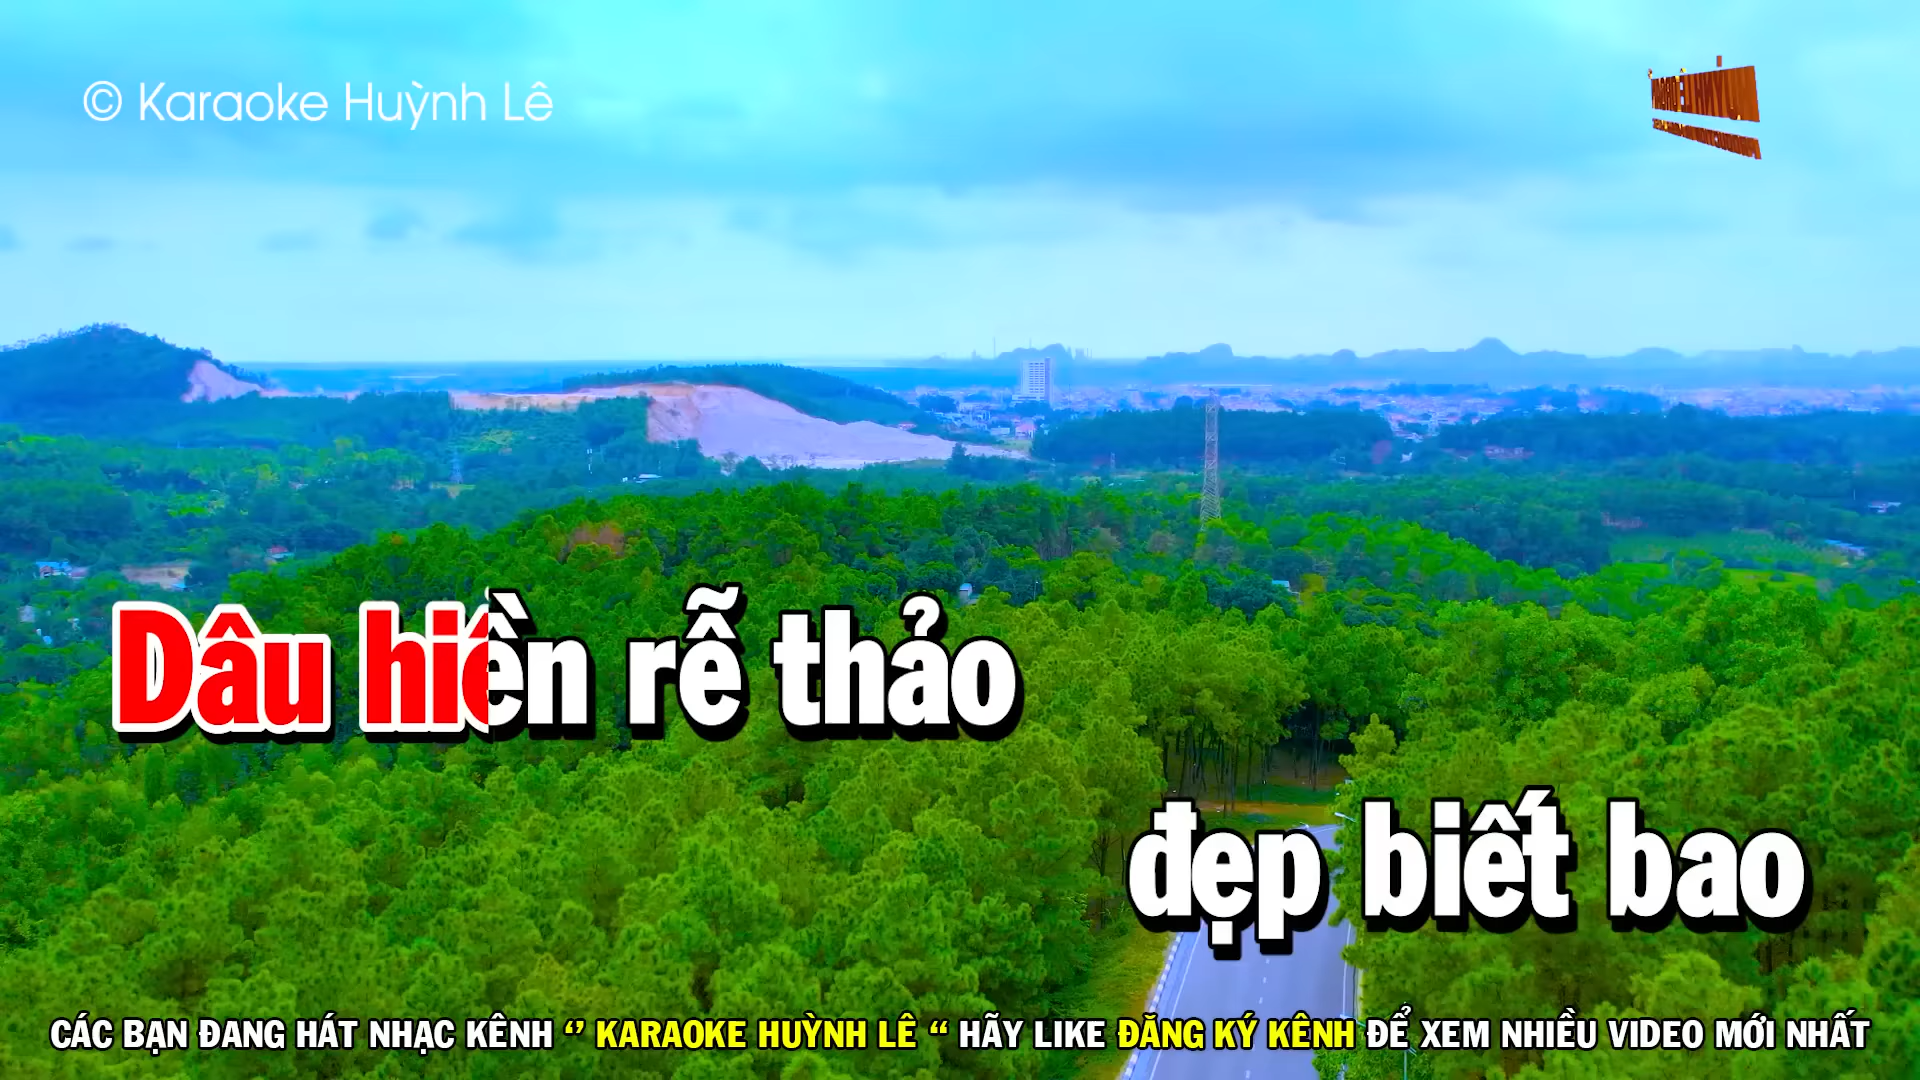 © Karaoke Huỳnh Lê
Dâu hiền rễ thảo
đẹp biết bao
CÁC BẠN ĐANG HÁT NHẠC KÊNH ‘’ KARAOKE HUỲNH LÊ “ HÃY LIKE ĐĂNG KÝ KÊNH ĐỂ XEM NHIỀU VIDEO MỚI NHẤT